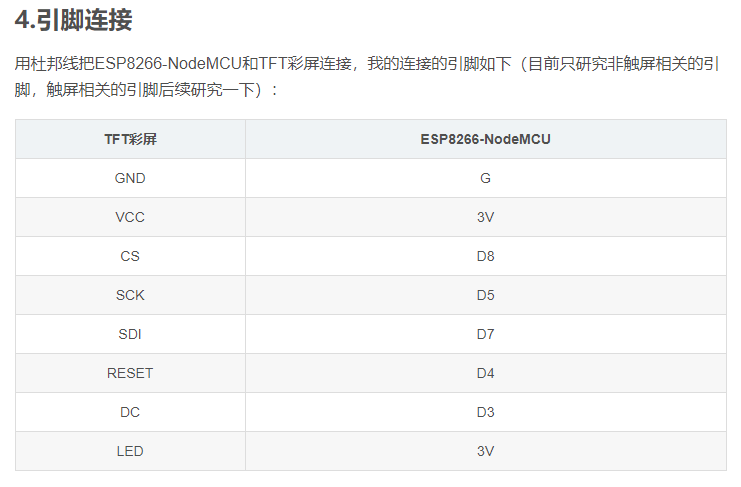 4.引脚连接
用杜邦线把ESP8266-NodeMCU和TFT彩屏连接，我的连接的引脚如下（目前只研究非触屏相关的引
脚，触屏相关的引脚后续研究一下）：
TFT彩屏 ESP8266-NodeMCU
GND G
VCC 3V
CS D8
SCK D5
SDI D7
RESET D4
DC D3
LED 3V